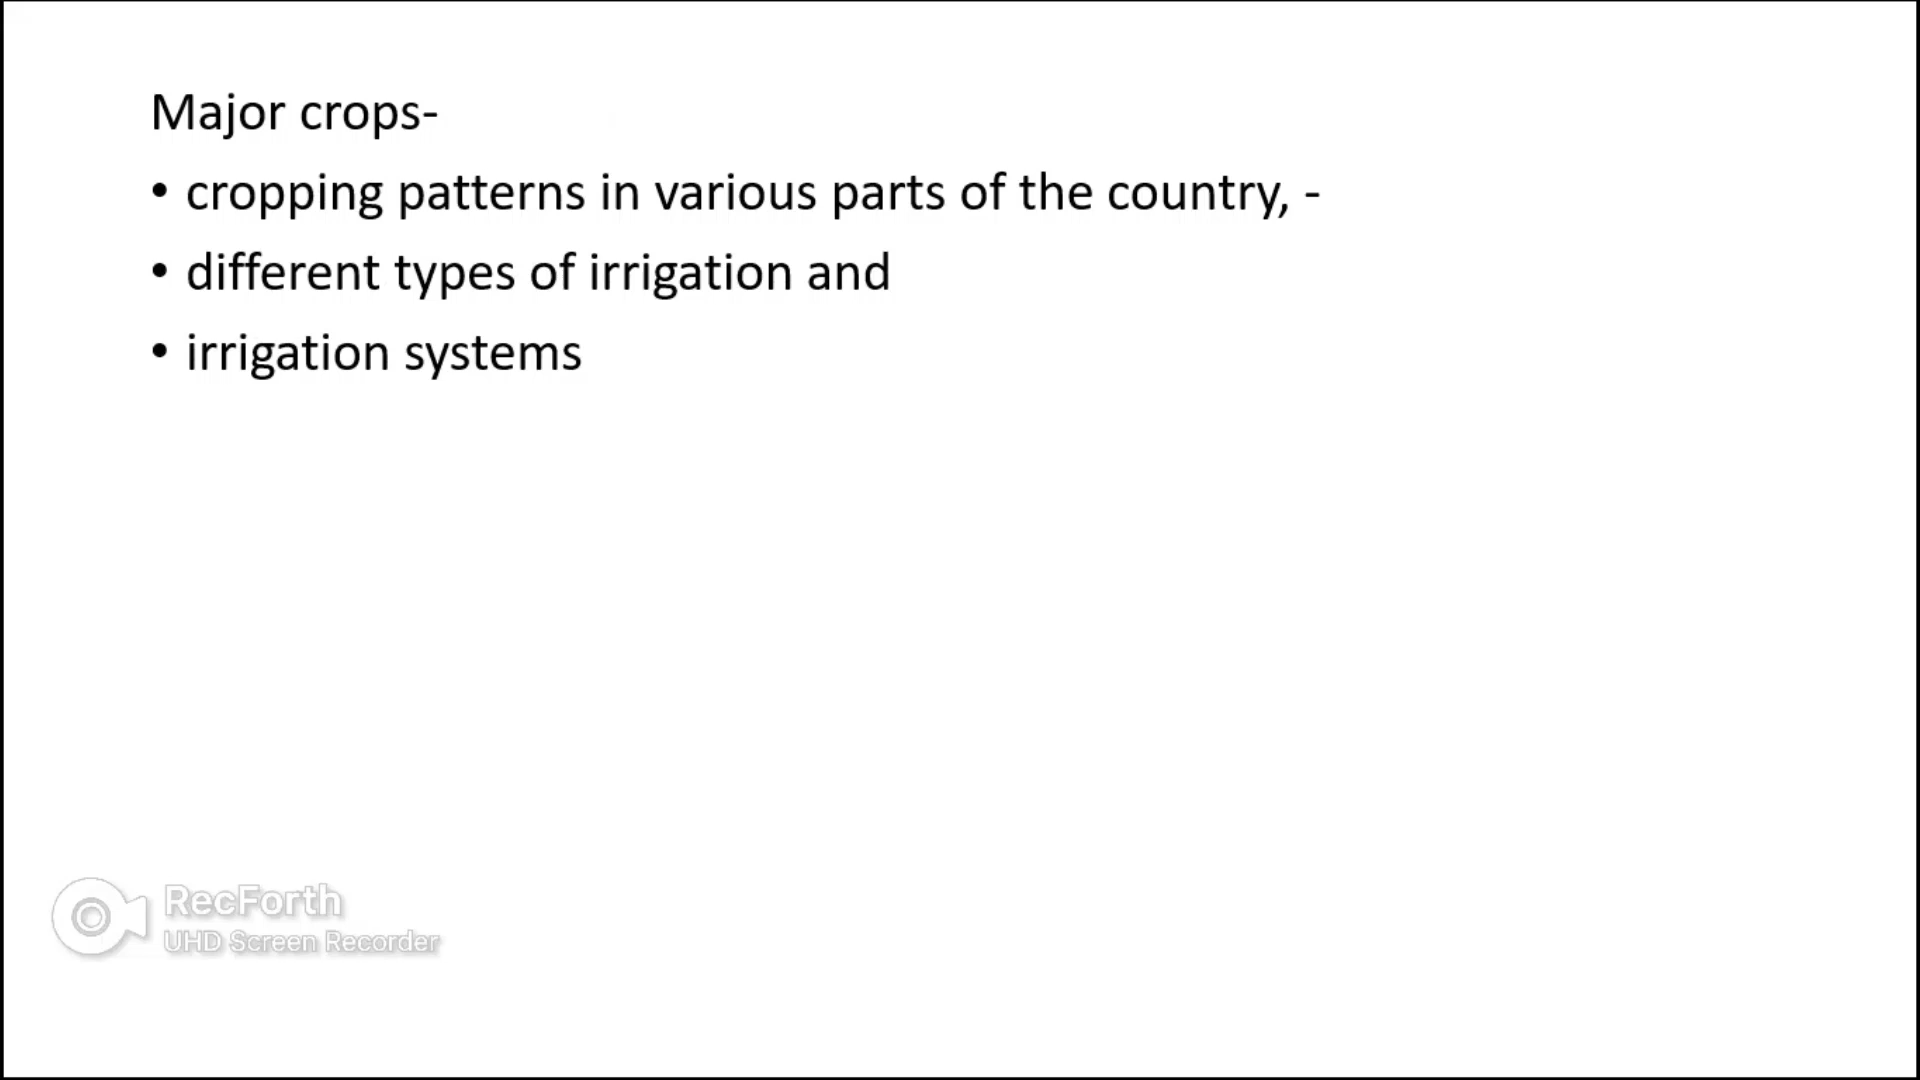 Major crops-
• cropping patterns in various parts of the country, -
• different types of irrigation and
• irrigation systems
RecForth
UHD Screen Recorder